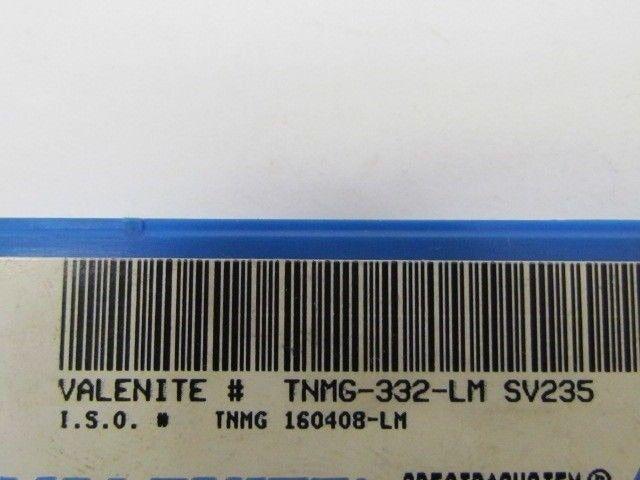 VALENITE # TNMG-332-LM SV235
I.S.O. # TNMG 160408-LM